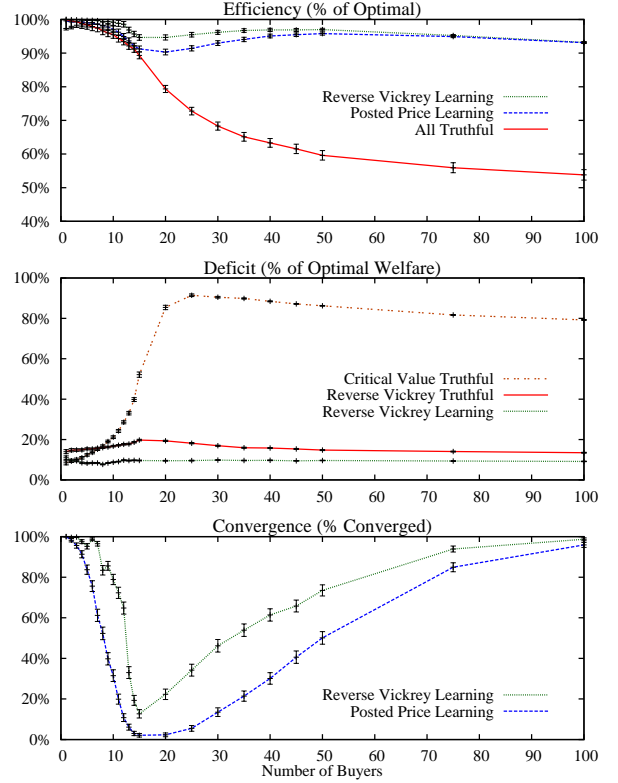 Efficiency (% of Optimal)
100%
90%
80%
70%
60%
50%
40%
Reverse Vickrey Learning
Posted Price Learning
All Truthful
0 10 20 30 40 50 60 70 80 90 100
Deficit (% of Optimal Welfare)
100%
80%
60%
40%
20%
0%
Critical Value Truthful
Reverse Vickrey Truthful
Reverse Vickrey Learning
0 10 20 30 40 50 60 70 80 90 100
Convergence (% Converged)
100%
80%
60%
40%
20%
0%
Reverse Vickrey Learning
Posted Price Learning
0 10 20 30 40 50 60 70 80 90 100
Number of Buyers